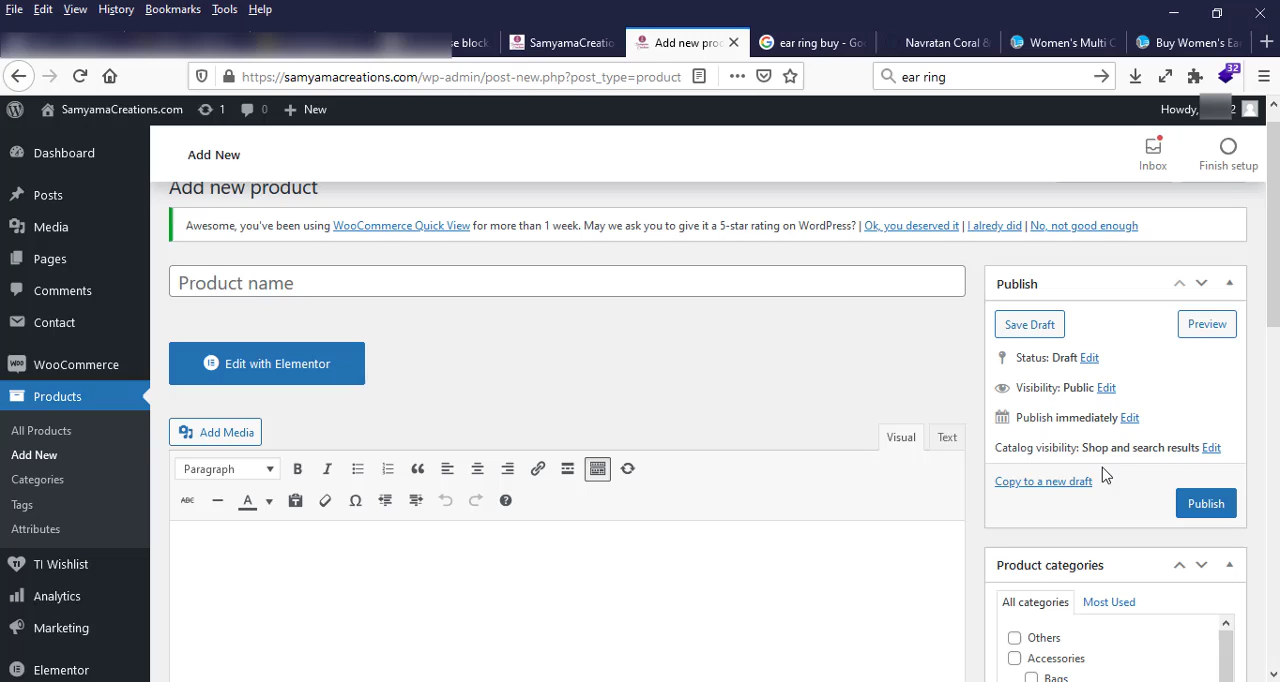 File Edit View History Bookmarks Tools Help
se block SamyamaCreatio Add new proc ear ring buy - Goo Navratan Coral & Women's Multi C Buy Women's Ea
https://samyamacreations.com/wp-admin/post-new.php?post_type=product ear ring 32
SamyamaCreations.com 1 0 New Howdy, 2
Add New Inbox Finish setup
Dashboard
Posts
Media
Pages
Comments
Contact
WooCommerce
Products
All Products
Add New
Categories
Tags
Attributes
TI Wishlist
Analytics
Marketing
Elementor
Add new product
Awesome, you've been using WooCommerce Quick View for more than 1 week. May we ask you to give it a 5-star rating on WordPress? | Ok, you deserved it | I alredy did | No, not good enough
Product name
Edit with Elementor
Add Media Visual Text
Paragraph B I
ABC A
Publish
Save Draft Preview
Status: Draft Edit
Visibility: Public Edit
Publish immediately Edit
Catalog visibility: Shop and search results Edit
Copy to a new draft
Publish
Product categories
All categories Most Used
Others
Accessories
Bags